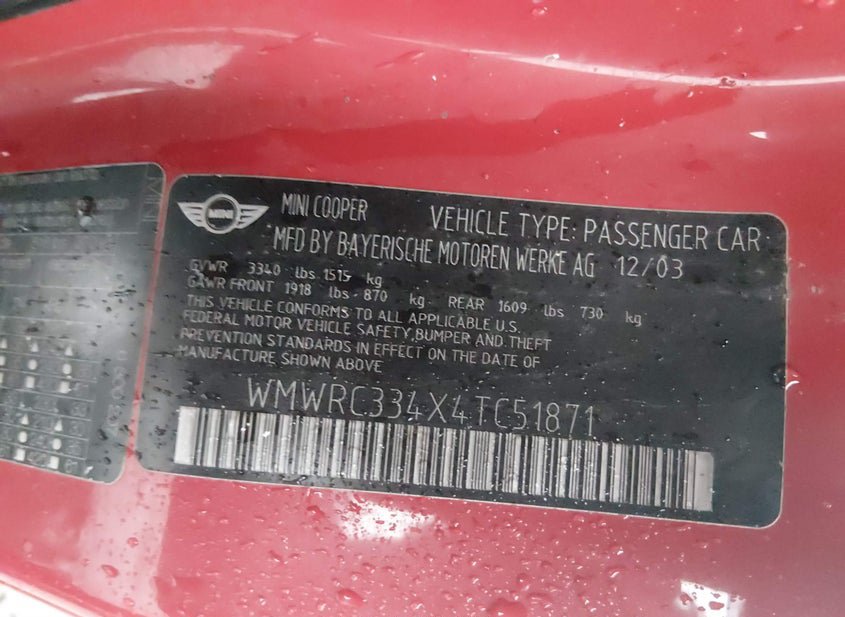 MINI
MINI COOPER VEHICLE TYPE: PASSENGER CAR
MFD BY BAYERISCHE MOTOREN WERKE AG 12/03
GVWR 3340 lbs 1515 kg
GAWR FRONT 1918 lbs 870 kg REAR 1609 lbs 730 kg
THIS VEHICLE CONFORMS TO ALL APPLICABLE U.S.
FEDERAL MOTOR VEHICLE SAFETY, BUMPER AND THEFT
PREVENTION STANDARDS IN EFFECT ON THE DATE OF
MANUFACTURE SHOWN ABOVE
WMWRC334X4TC51871